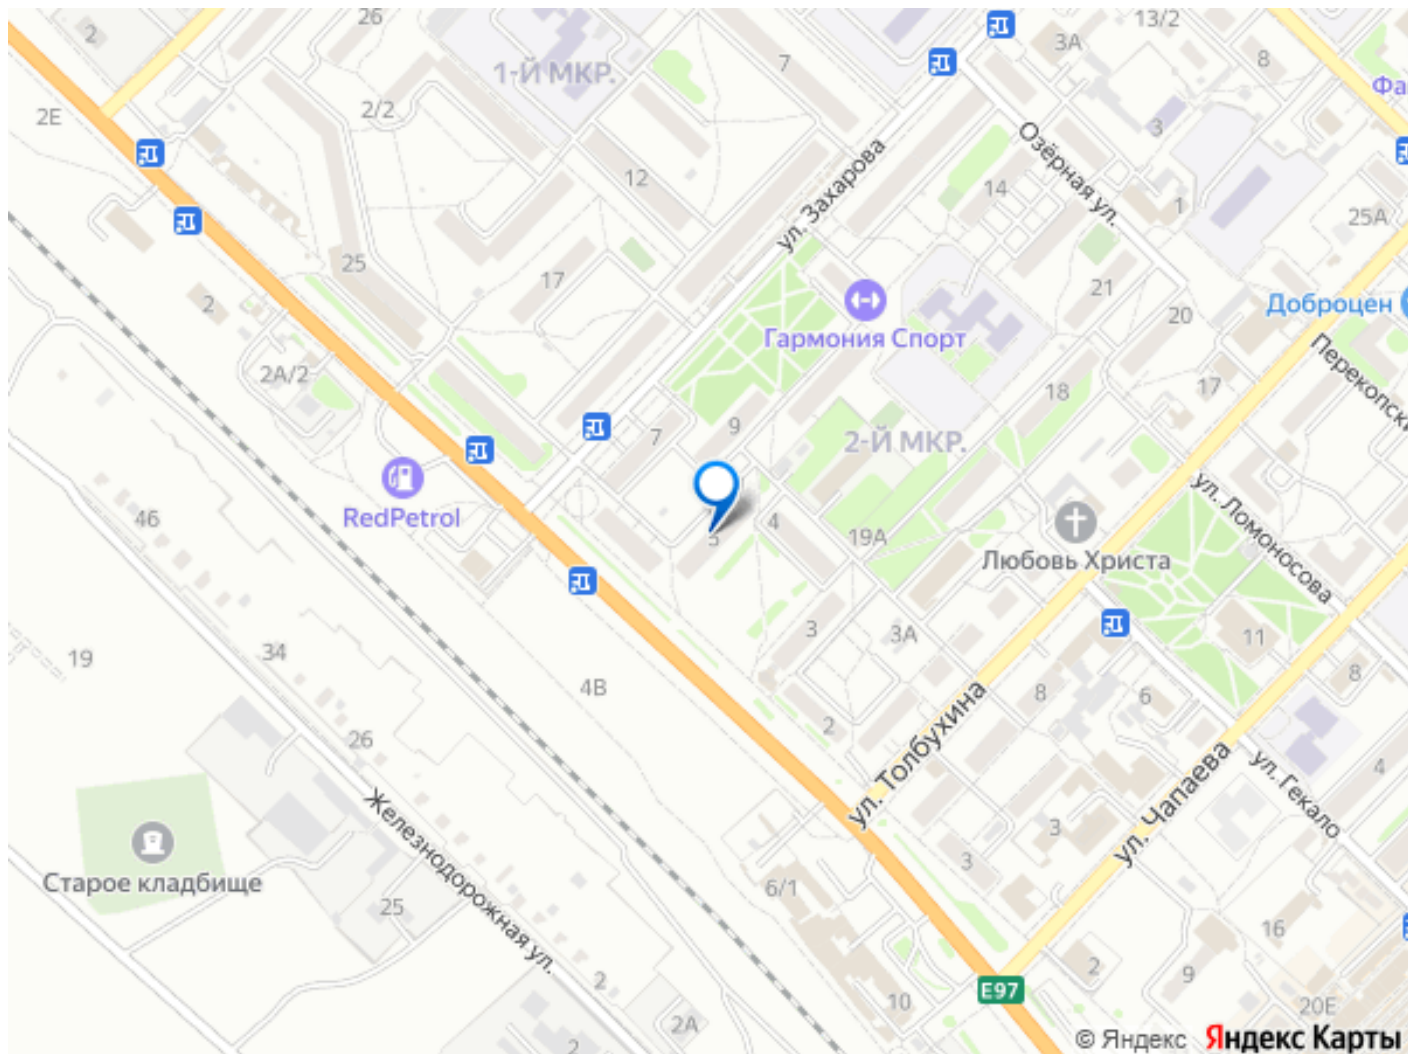 26
13/2
2
3А
8
1-Й МКР.
7
Фа
2/2
2Е
3
Озёрная ул.
12
ул. Захарова
14
1
25А
25
17
21
2
Доброцен
20
Гармония Спорт
Перекопски
2А/2
18
17
9
7
2-Й МКР.
RedPetrol
46
4
5
19А
Любовь Христа
ул. Ломоносова
3
3А
11
19
34
4В
8
6
8
2
26
ул. Толбухина
ул. Чапаева
ул. Гекало
4
Железнодорожная ул.
3
3
Старое кладбище
6/1
25
16
2
9
2
E97
10
20Е
2А
2
© Яндекс Яндекс Карты